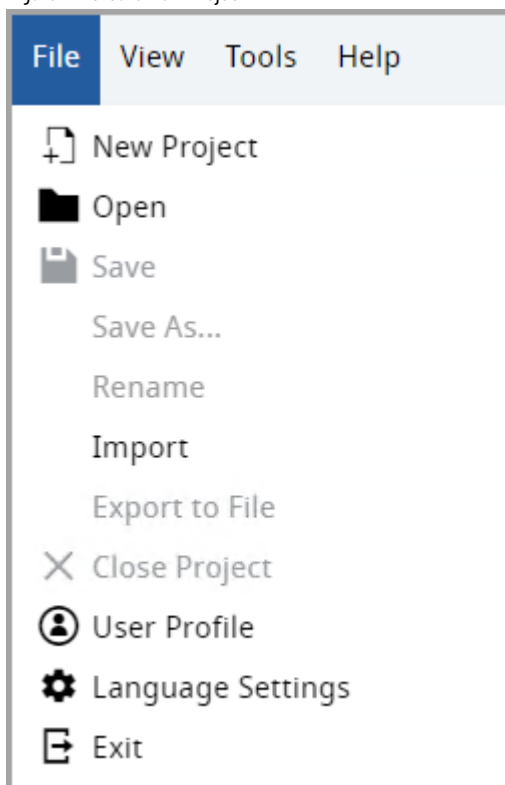 File View Tools Help
New Project
Open
Save
Save As...
Rename
Import
Export to File
Close Project
User Profile
Language Settings
Exit